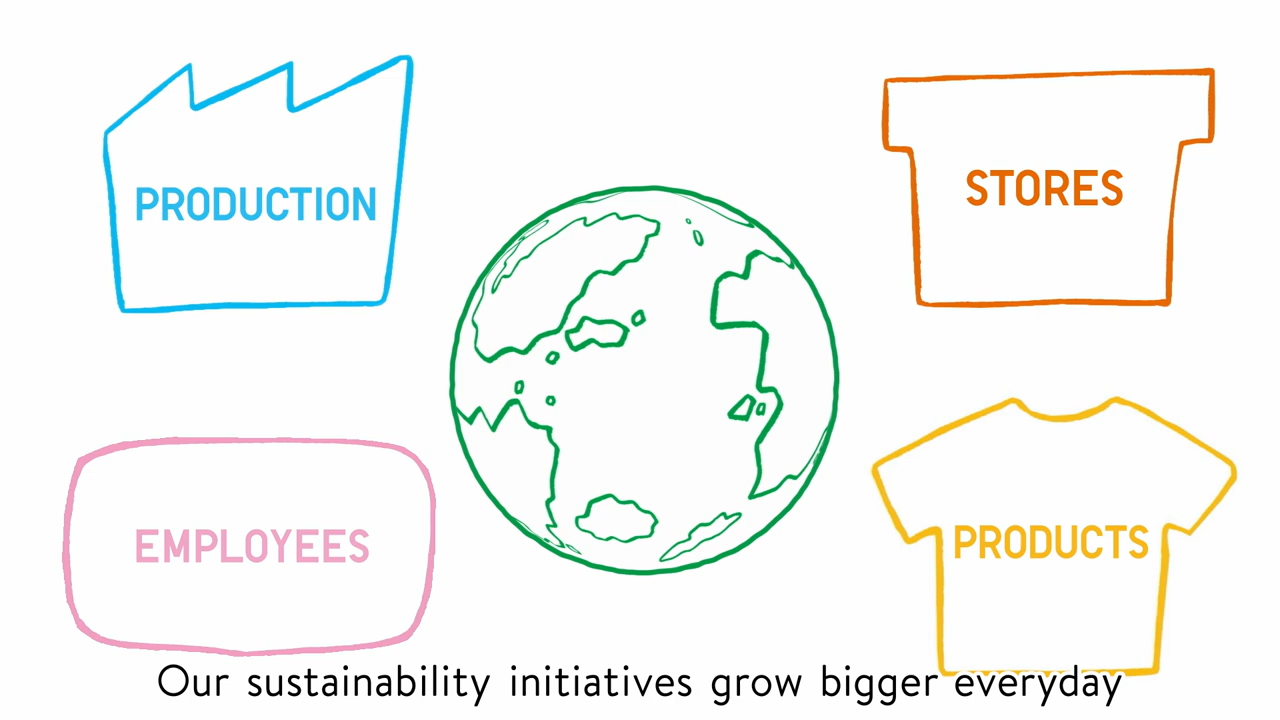 PRODUCTION
STORES
EMPLOYEES
PRODUCTS
Our sustainability initiatives grow bigger everyday